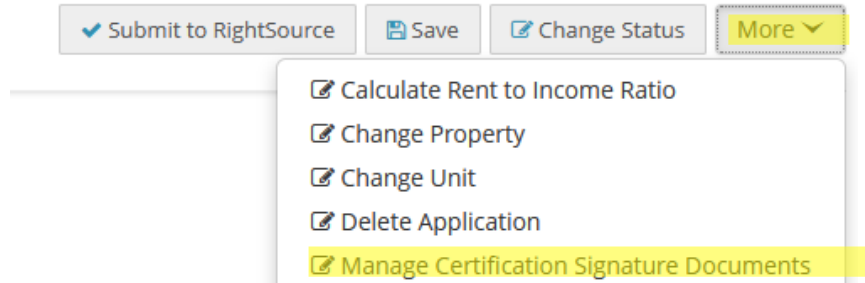 Submit to RightSource Save Change Status More
Calculate Rent to Income Ratio
Change Property
Change Unit
Delete Application
Manage Certification Signature Documents